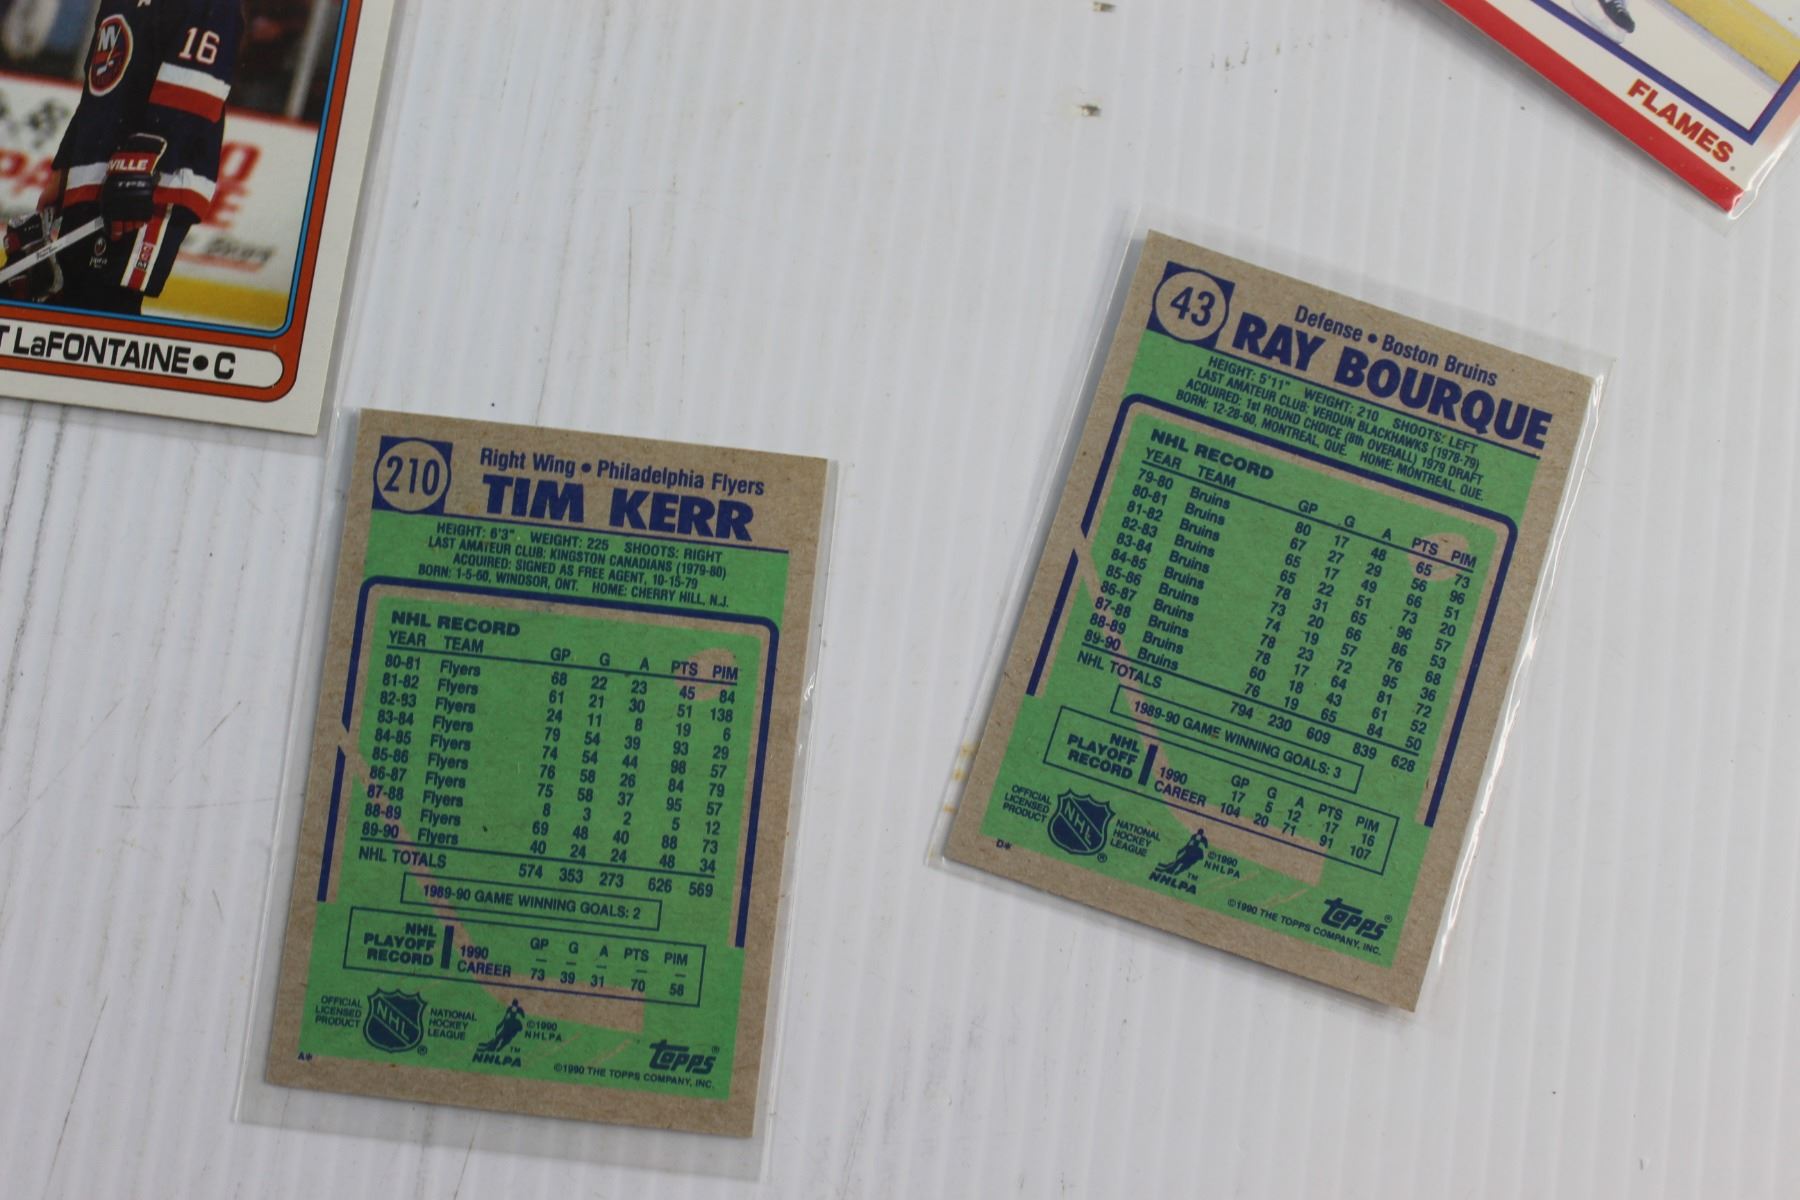 16
VILLE
TPS
T LaFONTAINE • C
FLAMES
210
Right Wing • Philadelphia Flyers
TIM KERR
HEIGHT: 6'3" WEIGHT: 225 SHOOTS: RIGHT
LAST AMATEUR CLUB: KINGSTON CANADIANS (1979-80)
ACQUIRED: SIGNED AS FREE AGENT, 10-15-79
BORN: 1-5-60, WINDSOR, ONT. HOME: CHERRY HILL, N.J.
NHL RECORD
YEAR TEAM GP G A PTS PIM
80-81 Flyers 68 22 23 45 84
81-82 Flyers 61 21 30 51 138
82-83 Flyers 24 11 8 19 6
83-84 Flyers 79 54 39 93 29
84-85 Flyers 74 54 44 98 57
85-86 Flyers 76 58 26 84 79
86-87 Flyers 75 58 37 95 57
87-88 Flyers 8 3 2 5 12
88-89 Flyers 69 48 40 88 73
89-90 Flyers 40 24 24 48 34
NHL TOTALS 574 353 273 626 569
1989-90 GAME WINNING GOALS: 2
NHL PLAYOFF RECORD
GP G A PTS PIM
1990 — — — — —
CAREER 73 39 31 70 58
OFFICIAL LICENSED PRODUCT
NHL
®
NATIONAL HOCKEY LEAGUE
NHLPA
™
©1990 NHLPA
topps®
©1990 THE TOPPS COMPANY, INC.
A*
43
Defense • Boston Bruins
RAY BOURQUE
HEIGHT: 5'11" WEIGHT: 210 SHOOTS: LEFT
LAST AMATEUR CLUB: VERDUN BLACKHAWKS (1978-79)
ACQUIRED: 1st ROUND CHOICE (8th OVERALL) 1979 DRAFT
BORN: 12-28-60, MONTREAL, QUE. HOME: MONTREAL, QUE.
NHL RECORD
YEAR TEAM GP G A PTS PIM
79-80 Bruins 80 17 48 65 73
80-81 Bruins 67 27 29 56 96
81-82 Bruins 65 17 49 66 51
82-83 Bruins 65 22 51 73 20
83-84 Bruins 78 31 65 96 57
84-85 Bruins 73 20 66 86 53
85-86 Bruins 74 19 57 76 68
86-87 Bruins 78 23 72 95 36
87-88 Bruins 78 17 64 81 72
88-89 Bruins 60 18 43 61 52
89-90 Bruins 76 19 65 84 50
NHL TOTALS 794 230 609 839 628
1989-90 GAME WINNING GOALS: 3
NHL PLAYOFF RECORD
GP G A PTS PIM
1990 17 5 12 17 16
CAREER 104 20 71 91 107
OFFICIAL LICENSED PRODUCT
NHL
®
NATIONAL HOCKEY LEAGUE
NHLPA
™
©1990 NHLPA
topps®
©1990 THE TOPPS COMPANY, INC.
D*